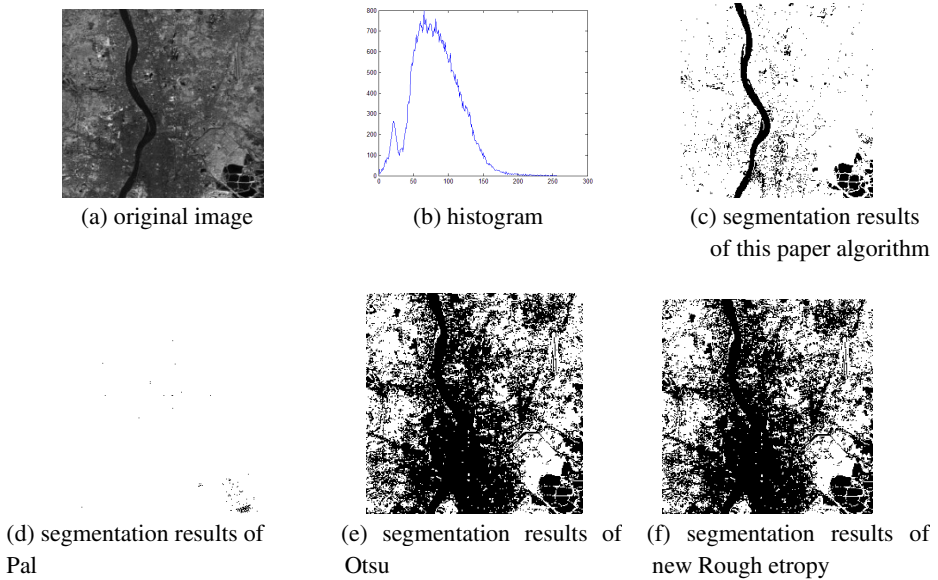 800
700
600
500
400
300
200
100
0
0 50 100 150 200 250 300
(a) original image
(b) histogram
(c) segmentation results
of this paper algorithm
(d) segmentation results of
Pal
(e) segmentation results of
Otsu
(f) segmentation results of
new Rough etropy